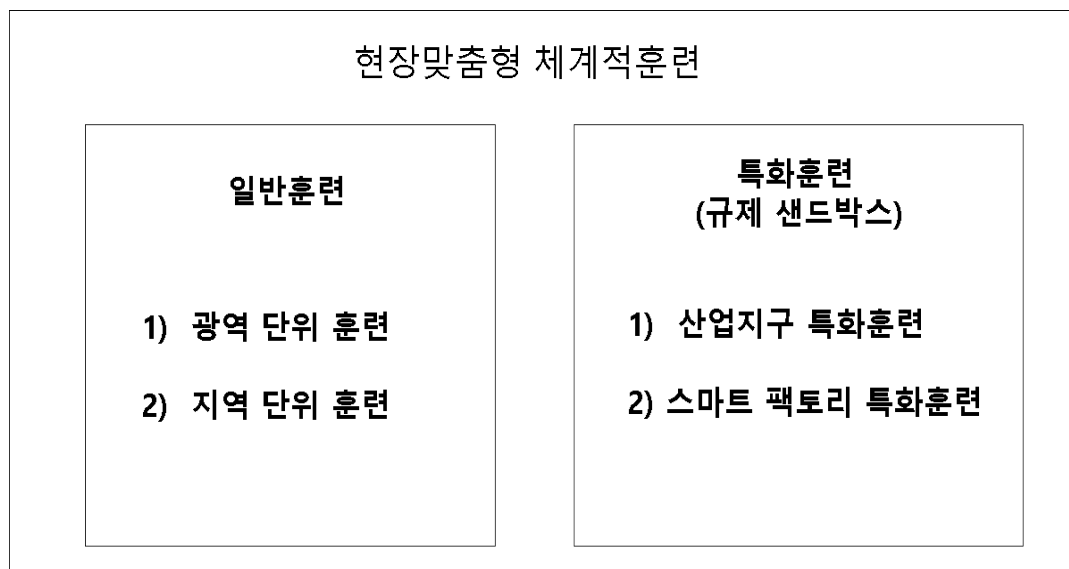 현장맞춤형 체계적훈련
일반훈련
1) 광역 단위 훈련
2) 지역 단위 훈련
특화훈련
(규제 샌드박스)
1) 산업지구 특화훈련
2) 스마트 팩토리 특화훈련